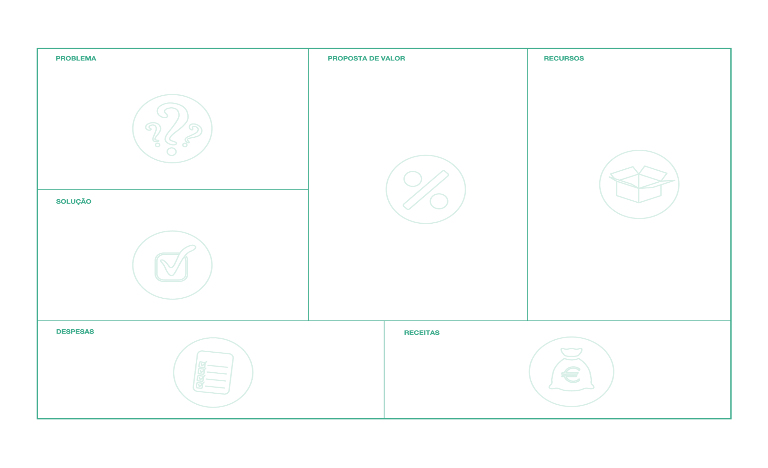 PROBLEMA
PROPOSTA DE VALOR
RECURSOS
SOLUÇÃO
DESPESAS
RECEITAS
€